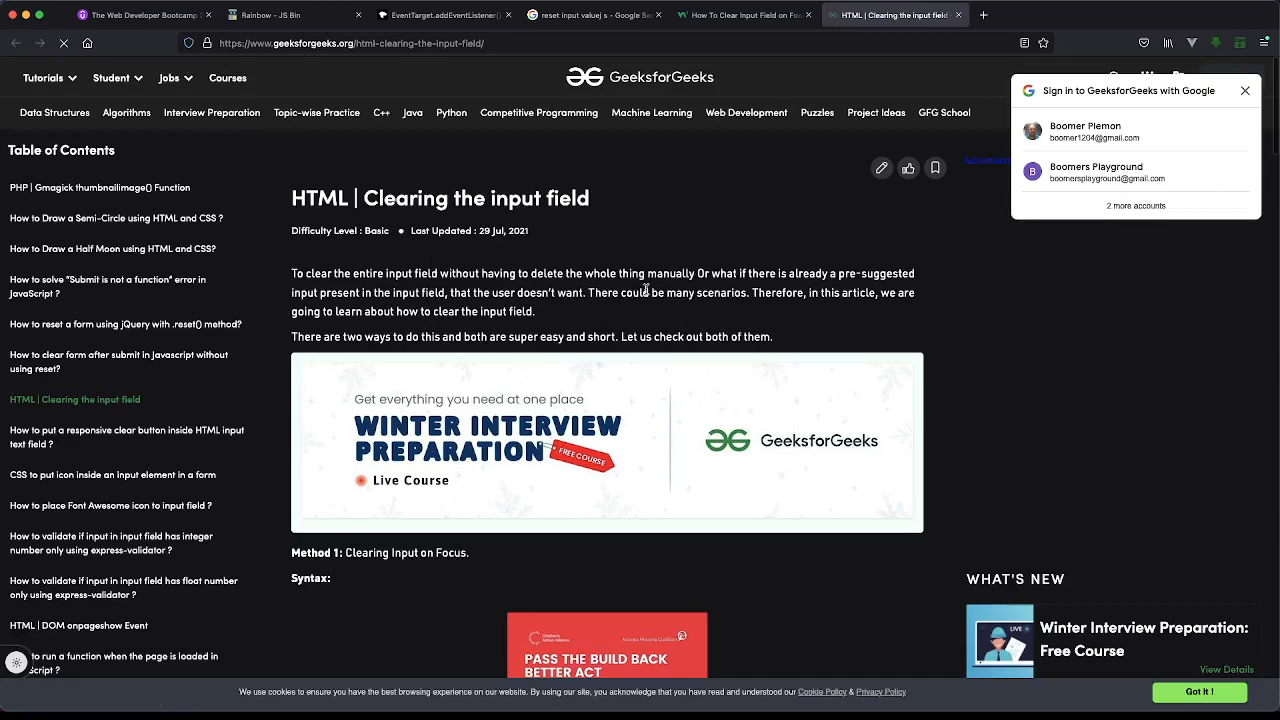 The Web Developer Bootcamp 2
Rainbow - JS Bin
EventTarget.addEventListener()
reset input valuej s - Google Se
How To Clear Input Field on Foc
HTML | Clearing the input field
https://www.geeksforgeeks.org/html-clearing-the-input-field/
Tutorials
Student
Jobs
Courses
GeeksforGeeks
Data Structures
Algorithms
Interview Preparation
Topic-wise Practice
C++
Java
Python
Competitive Programming
Machine Learning
Web Development
Puzzles
Project Ideas
GFG School
Sign in to GeeksforGeeks with Google
Boomer Plemon
boomer1204@gmail.com
Boomers Playground
boomersplayground@gmail.com
2 more accounts
Table of Contents
PHP | Gmagick thumbnailimage() Function
How to Draw a Semi-Circle using HTML and CSS ?
How to Draw a Half Moon using HTML and CSS?
How to solve “Submit is not a function” error in
JavaScript ?
How to reset a form using jQuery with .reset() method?
How to clear form after submit in Javascript without
using reset?
HTML | Clearing the input field
How to put a responsive clear button inside HTML input
text field ?
CSS to put icon inside an input element in a form
How to place Font Awesome icon to input field ?
How to validate if input in input field has integer
number only using express-validator ?
How to validate if input in input field has float number
only using express-validator ?
HTML | DOM onpageshow Event
to run a function when the page is loaded in
script ?
HTML | Clearing the input field
Difficulty Level : Basic ● Last Updated : 29 Jul, 2021
To clear the entire input field without having to delete the whole thing manually Or what if there is already a pre-suggested
input present in the input field, that the user doesn’t want. There could be many scenarios. Therefore, in this article, we are
going to learn about how to clear the input field.
There are two ways to do this and both are super easy and short. Let us check out both of them.
Get everything you need at one place
WINTER INTERVIEW
PREPARATION
FREE COURSE
Live Course
GeeksforGeeks
Method 1: Clearing Input on Focus.
Syntax:
PASS THE BUILD BACK
BETTER ACT
WHAT'S NEW
LIVE
Winter Interview Preparation:
Free Course
View Details
We use cookies to ensure you have the best browsing experience on our website. By using our site, you acknowledge that you have read and understood our Cookie Policy & Privacy Policy
Got It !